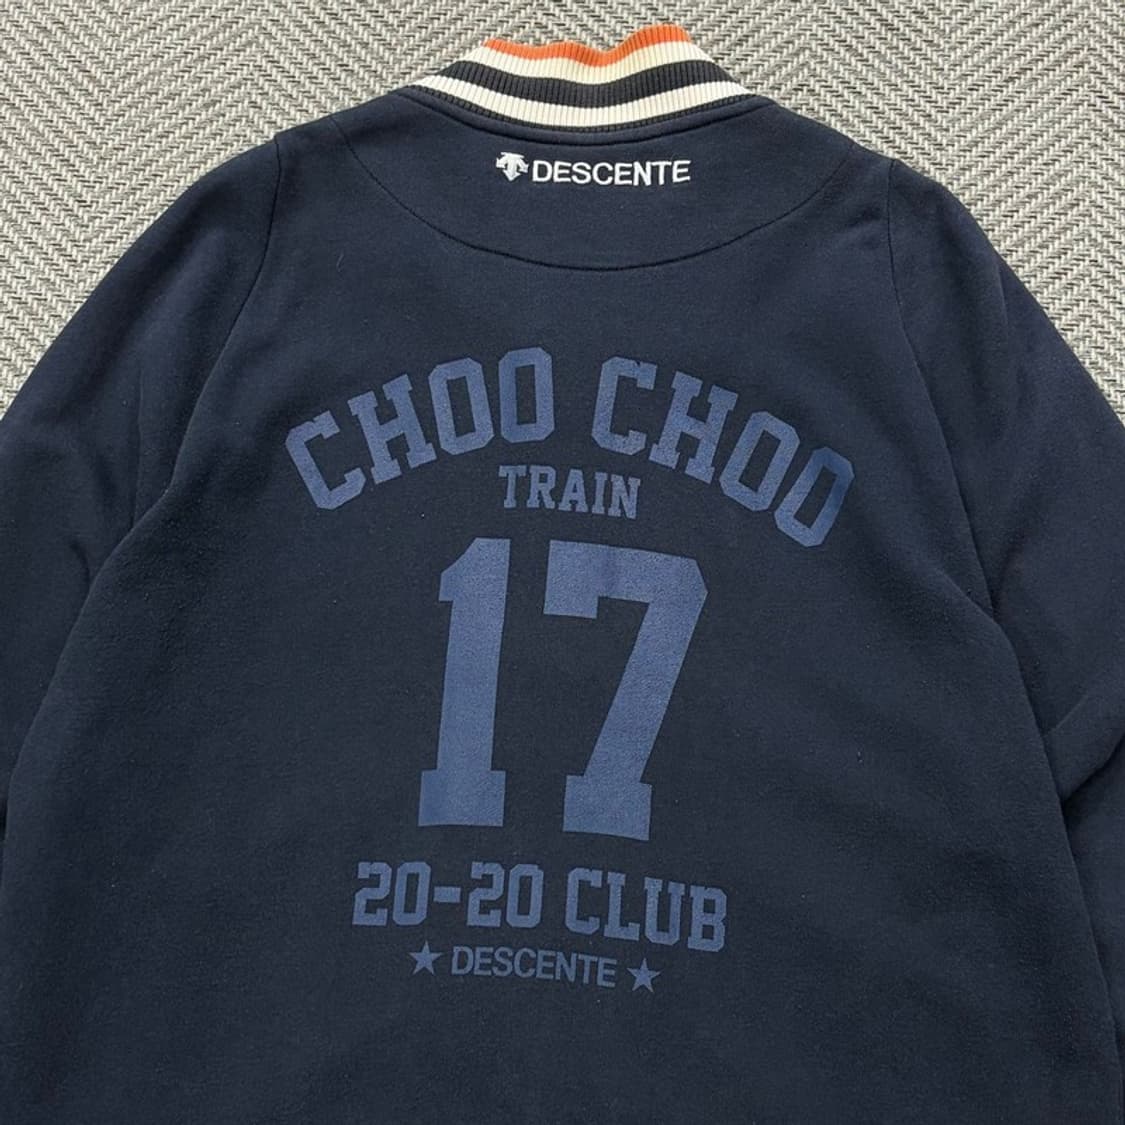 DESCENTE
CHOO CHOO
TRAIN
17
20-20 CLUB
★ DESCENTE ★